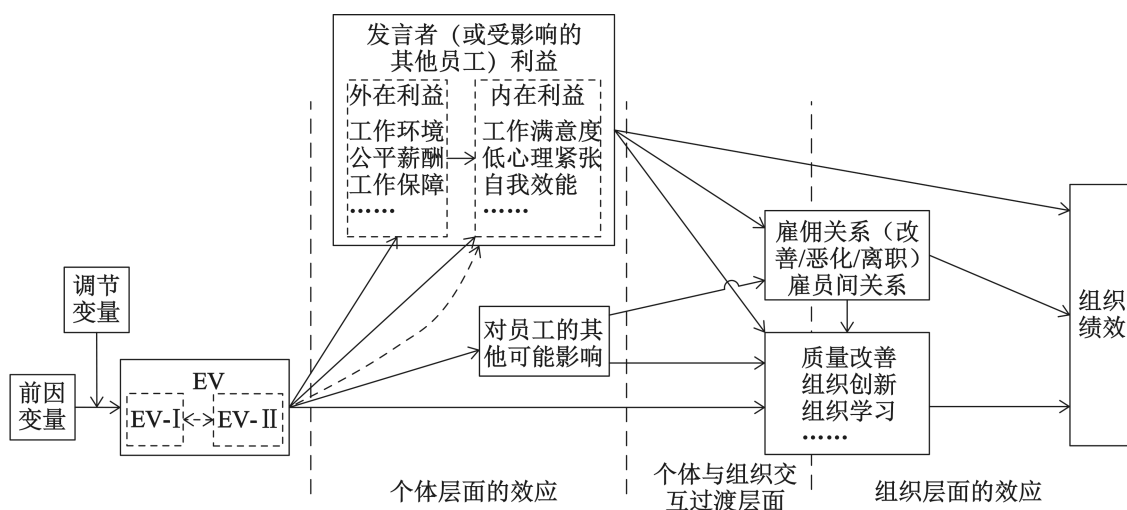 发言者（或受影响的
其他员工）利益
外在利益
工作环境
公平薪酬
工作保障
……
内在利益
工作满意度
低心理紧张
自我效能
……
调节
变量
前因
变量
EV
EV-Ⅰ
EV-Ⅱ
对员工的其
他可能影响
雇佣关系（改
善/恶化/离职）
雇员间关系
质量改善
组织创新
组织学习
……
组织
绩效
个体层面的效应
个体与组织交
互过渡层面
组织层面的效应